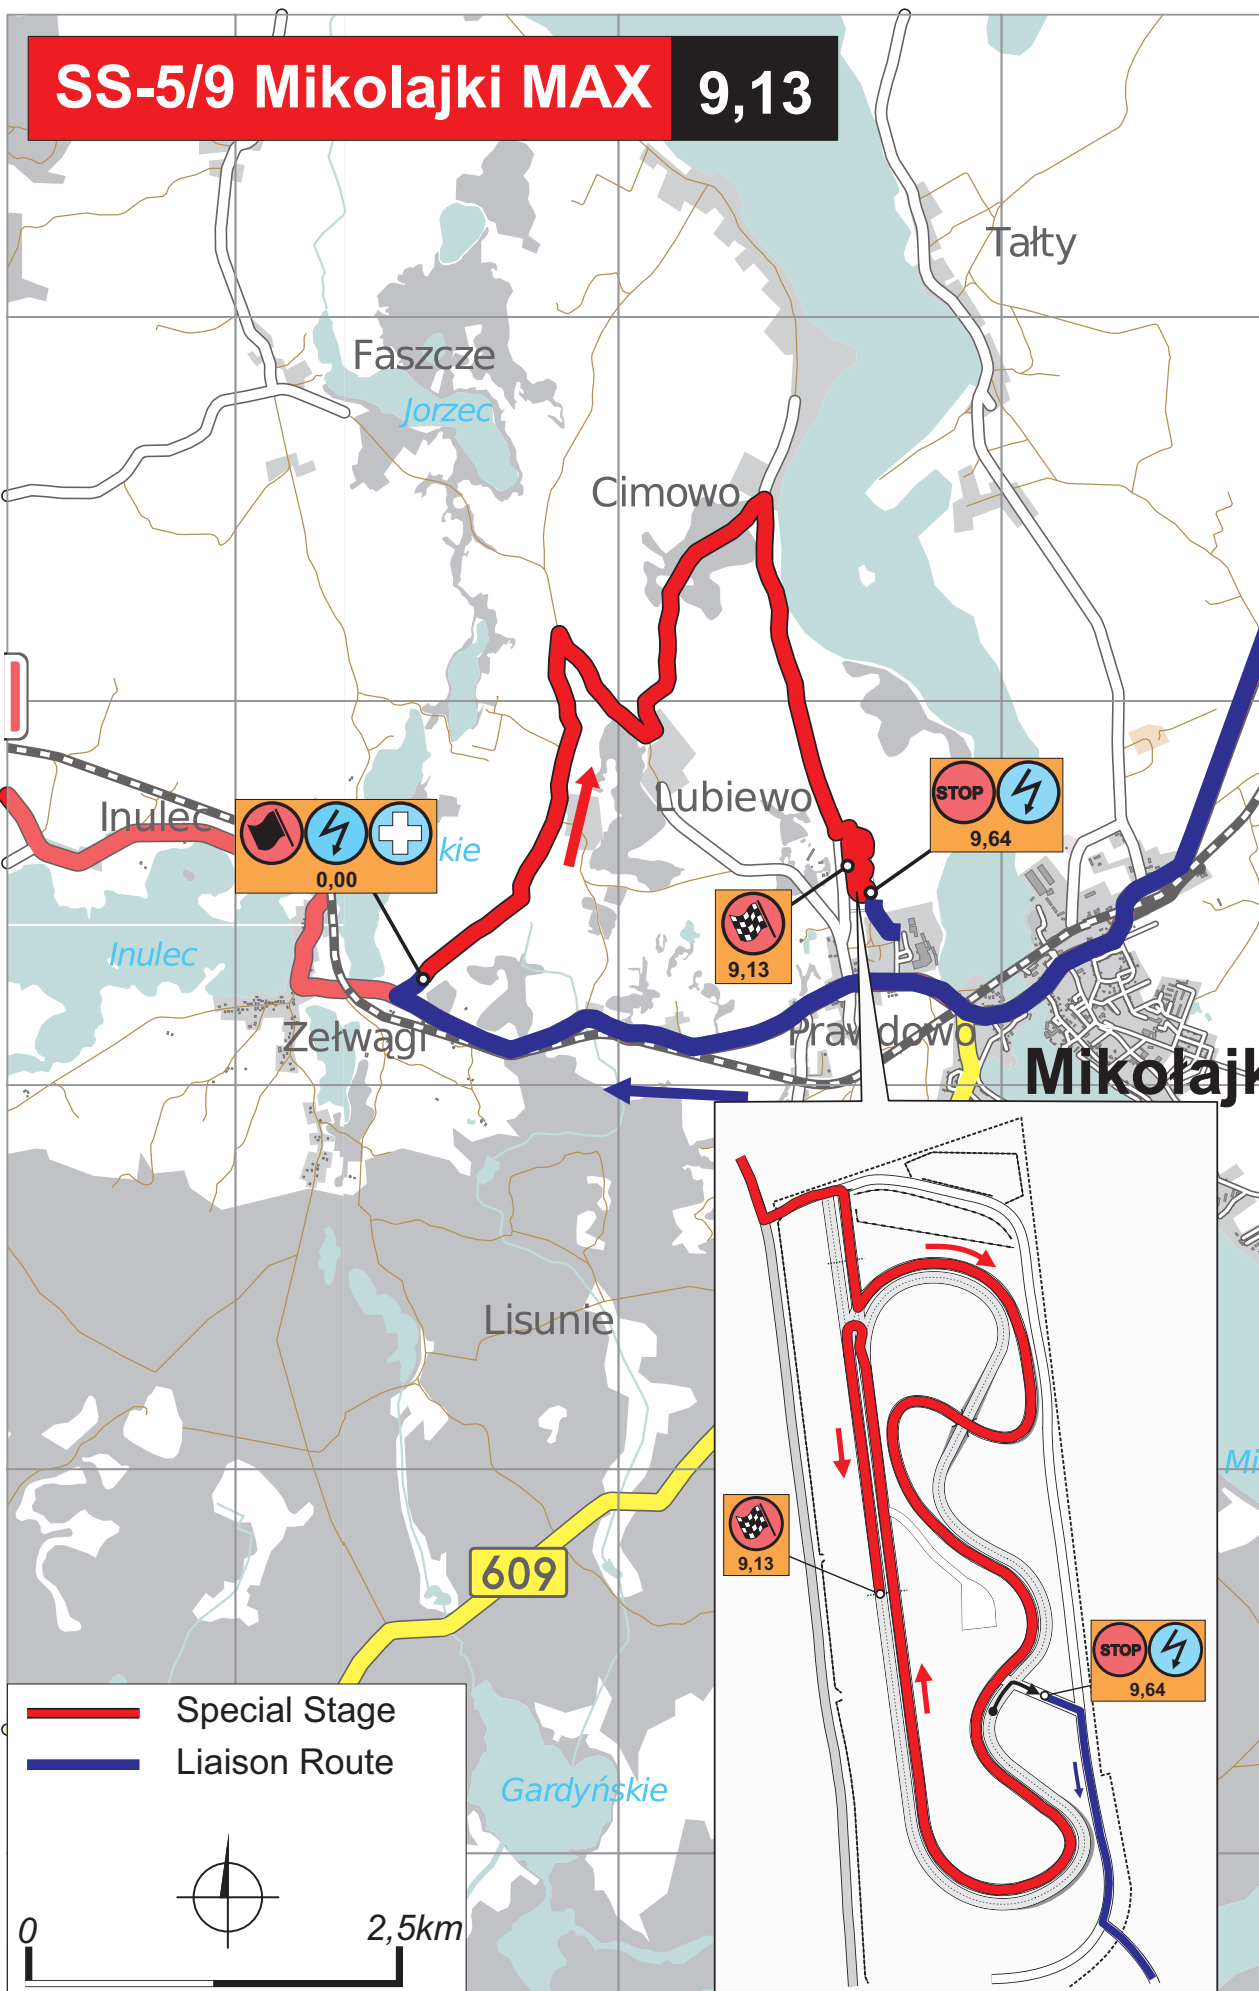 SS-5/9 Mikolajki MAX 9,13
Tałty
Faszcze
Jorzec
Cimowo
Inulec
kie
0,00
Lubiewo
STOP
9,64
9,13
Inulec
Zełwągi
Prawdowo
Mikołajk
Lisunie
Mi
9,13
609
STOP
9,64
Special Stage
Liaison Route
Gardyńskie
0 2,5km